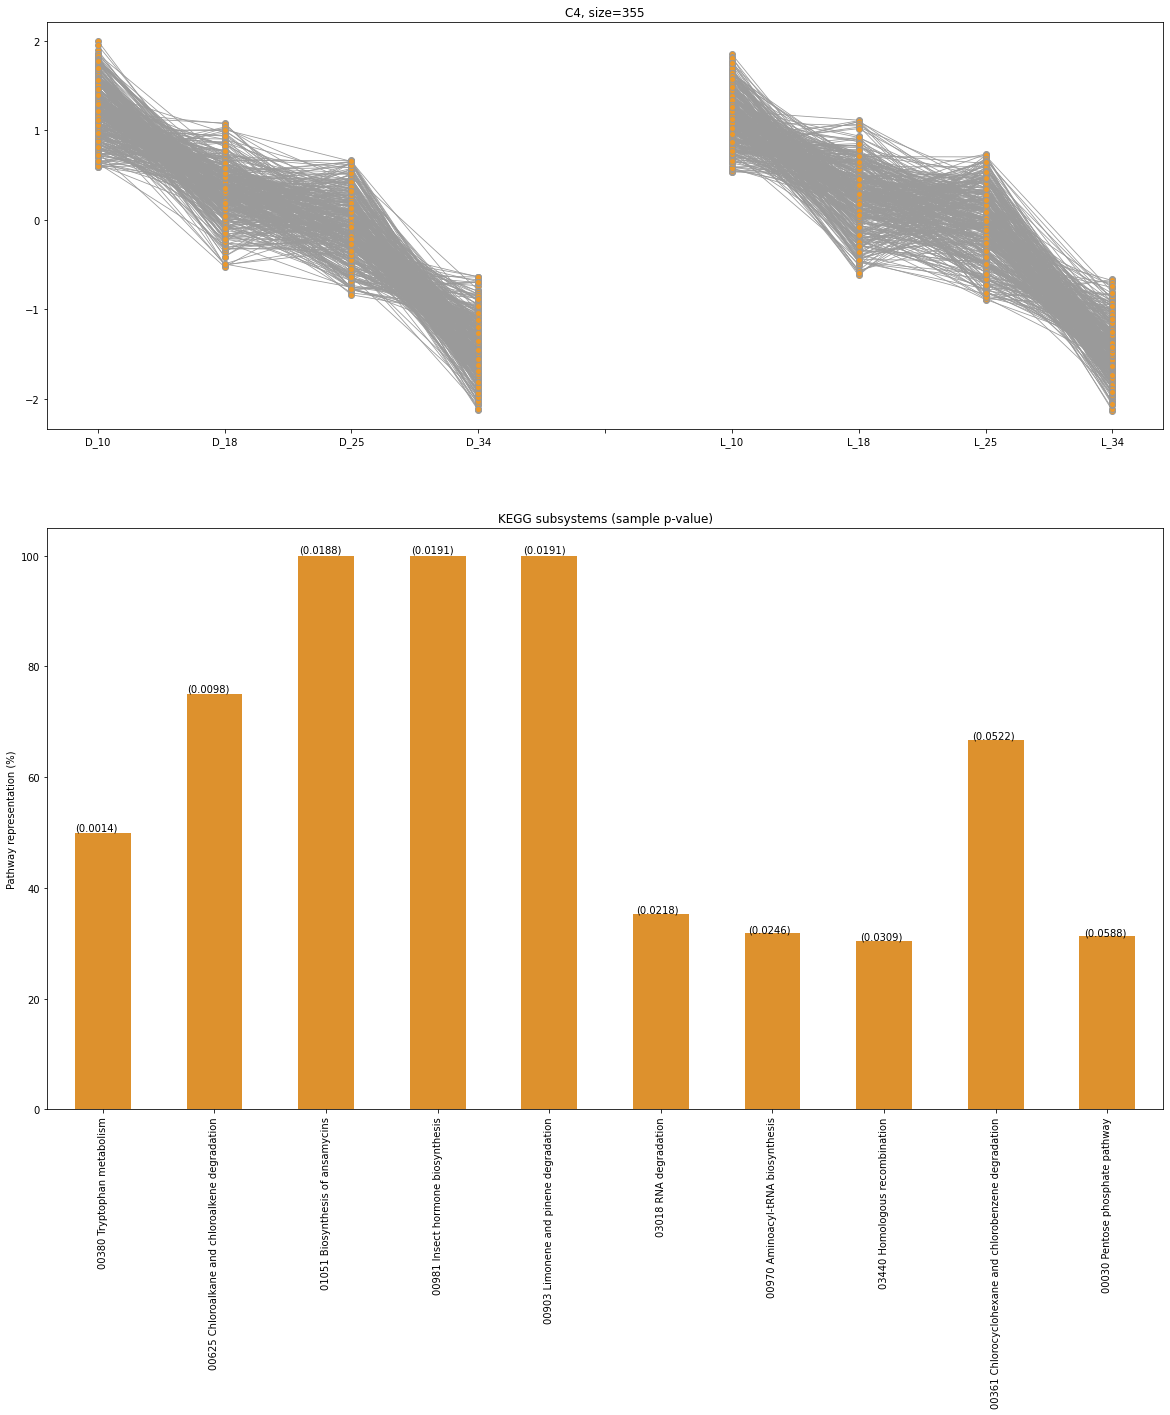 C4, size=355
2
1
0
−1
−2
D_10 D_18 D_25 D_34 L_10 L_18 L_25 L_34
KEGG subsystems (sample p-value)
Pathway representation (%)
100
80
60
40
20
0
(0.0014)
(0.0098)
(0.0188)
(0.0191)
(0.0191)
(0.0218)
(0.0246)
(0.0309)
(0.0522)
(0.0588)
00380 Tryptophan metabolism
00625 Chloroalkane and chloroalkene degradation
01051 Biosynthesis of ansamycins
00981 Insect hormone biosynthesis
00903 Limonene and pinene degradation
03018 RNA degradation
00970 Aminoacyl-tRNA biosynthesis
03440 Homologous recombination
00361 Chlorocyclohexane and chlorobenzene degradation
00030 Pentose phosphate pathway